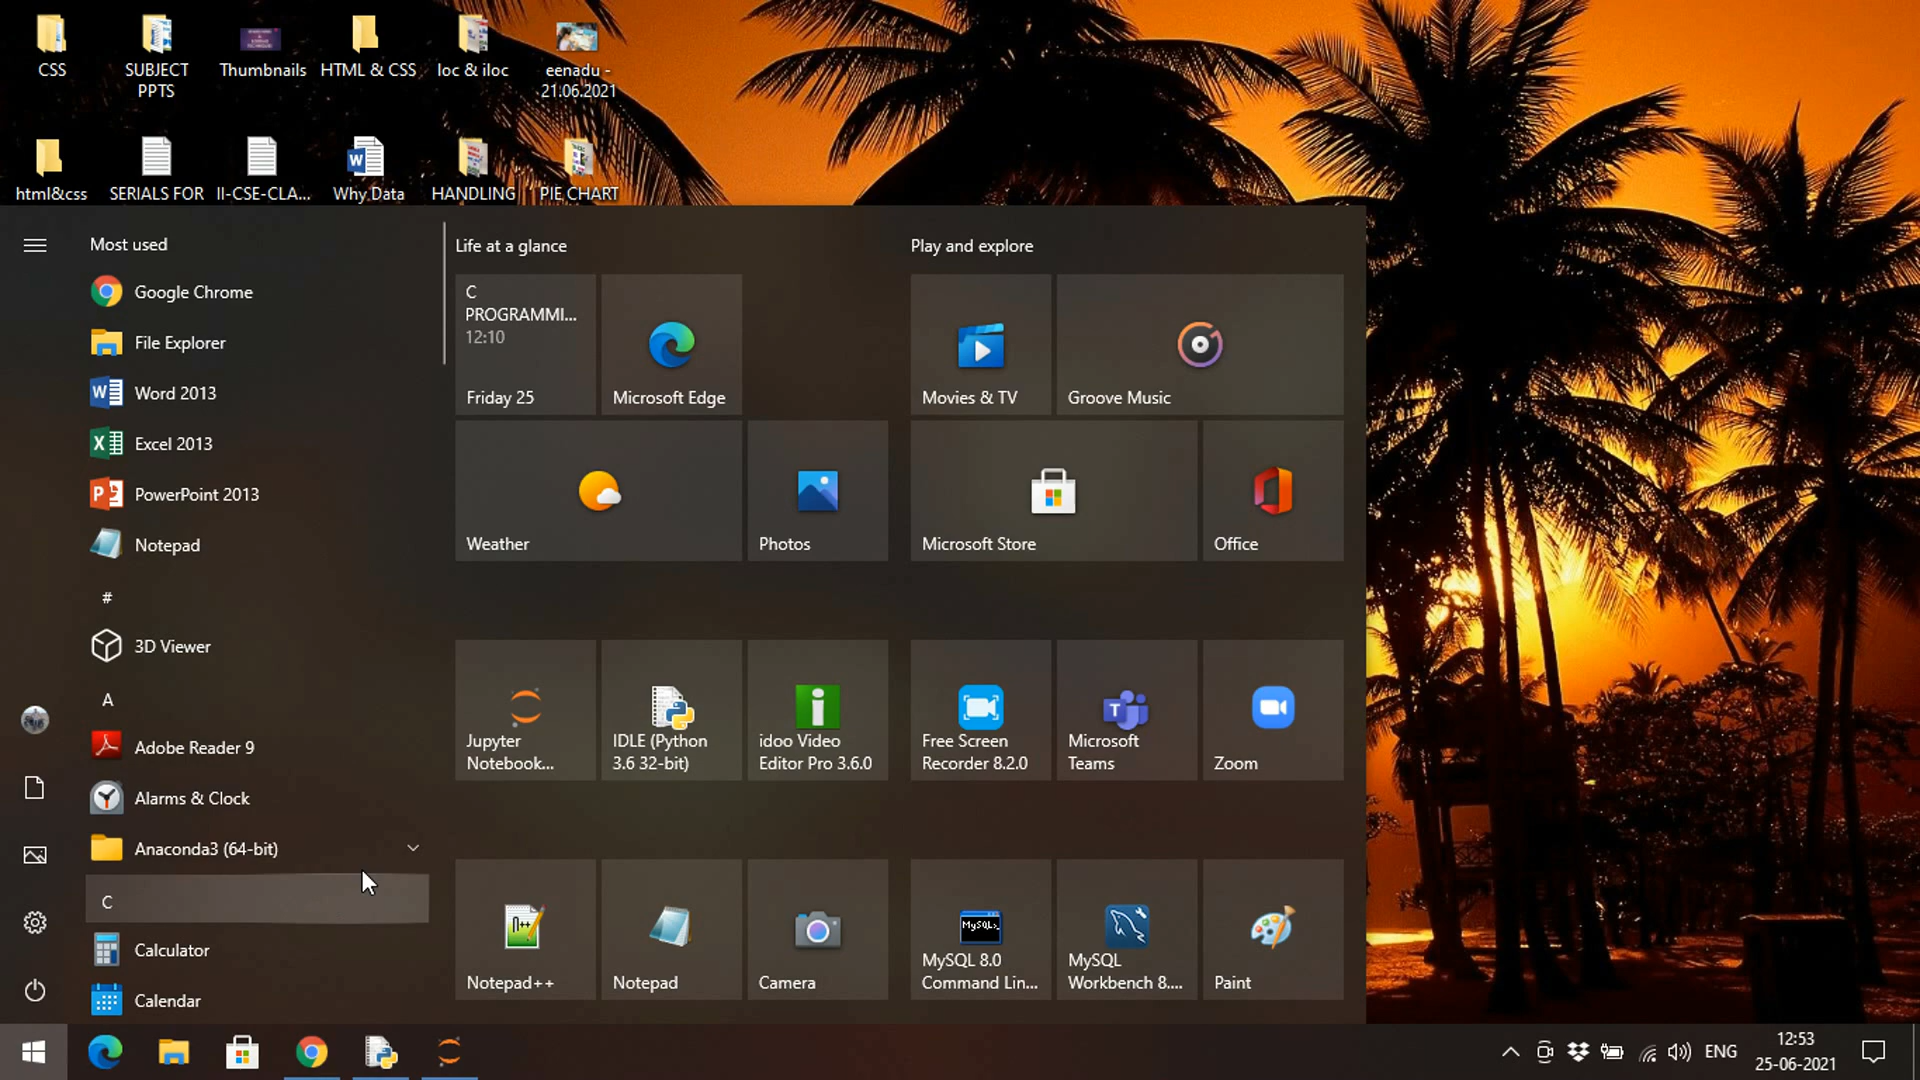 CSS
SUBJECT
PPTS
Thumbnails
HTML & CSS
loc & iloc
eenadu -
21.06.2021
html&css
SERIALS FOR
II-CSE-CLA...
Why Data
HANDLING
PIE CHART
Most used
Google Chrome
File Explorer
Word 2013
Excel 2013
PowerPoint 2013
Notepad
#
3D Viewer
A
Adobe Reader 9
Alarms & Clock
Anaconda3 (64-bit)
C
Calculator
Calendar
Life at a glance
C
PROGRAMMI...
12:10
Friday 25
Microsoft Edge
Weather
Photos
Play and explore
Movies & TV
Groove Music
Microsoft Store
Office
Jupyter
Notebook...
IDLE (Python
3.6 32-bit)
idoo Video
Editor Pro 3.6.0
Free Screen
Recorder 8.2.0
Microsoft
Teams
Zoom
Notepad++
Notepad
Camera
MySQL 8.0
Command Lin...
MySQL
Workbench 8....
Paint
ENG
12:53
25-06-2021